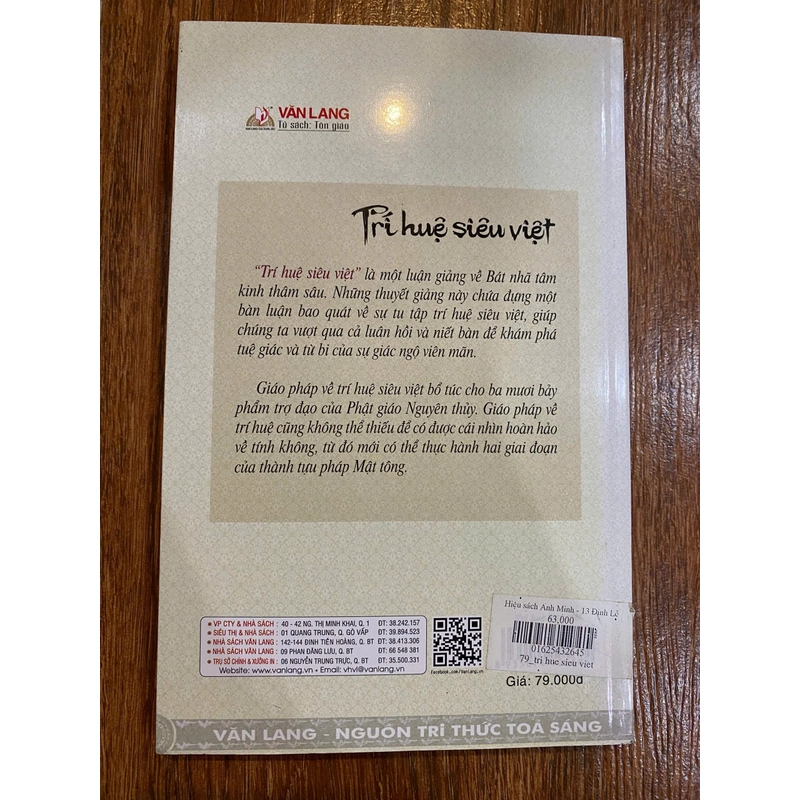 VĂN LANG
Tủ sách: Tôn giáo
Trí huệ siêu việt
“Trí huệ siêu việt” là một luận giảng về Bát nhã tâm
kinh thâm sâu. Những thuyết giảng này chứa đựng một
bàn luận bao quát về sự tu tập trí huệ siêu việt, giúp
chúng ta vượt qua cả luân hồi và niết bàn để khám phá
tuệ giác và từ bi của sự giác ngộ viên mãn.
Giáo pháp về trí huệ siêu việt bổ túc cho ba mươi bảy
phẩm trợ đạo của Phật giáo Nguyên thủy. Giáo pháp về
trí huệ cũng không thể thiếu để có được cái nhìn hoàn hảo
về tính không, từ đó mới có thể thực hành hai giai đoạn
của thành tựu pháp Mật tông.
VP CTY & NHÀ SÁCH : 40 - 42 NG. THỊ MINH KHAI, Q. 1 ĐT: 38.242.157
SIÊU THỊ & NHÀ SÁCH : 01 QUANG TRUNG, Q. GÒ VẤP ĐT: 39.894.523
NHÀ SÁCH VĂN LANG : 142-144 ĐINH TIÊN HOÀNG, Q. BT ĐT: 38.413.306
NHÀ SÁCH VĂN LANG : 09 PHAN ĐĂNG LƯU, Q. BT ĐT: 66 548 381
TRỤ SỞ CHÍNH & XƯỞNG IN : 06 NGUYỄN TRUNG TRỰC, Q. BT ĐT: 35.500.331
Website: www.vanlang.vn • Email: vhvl@vanlang.vn
facebook.com/VanLang.vn
Hiệu sách Anh Minh - 13 Định Lễ
63,000
01625432645
79_tri hue sieu viet
Giá: 79.000đ
VĂN LANG - NGUỒN TRI THỨC TOẢ SÁNG